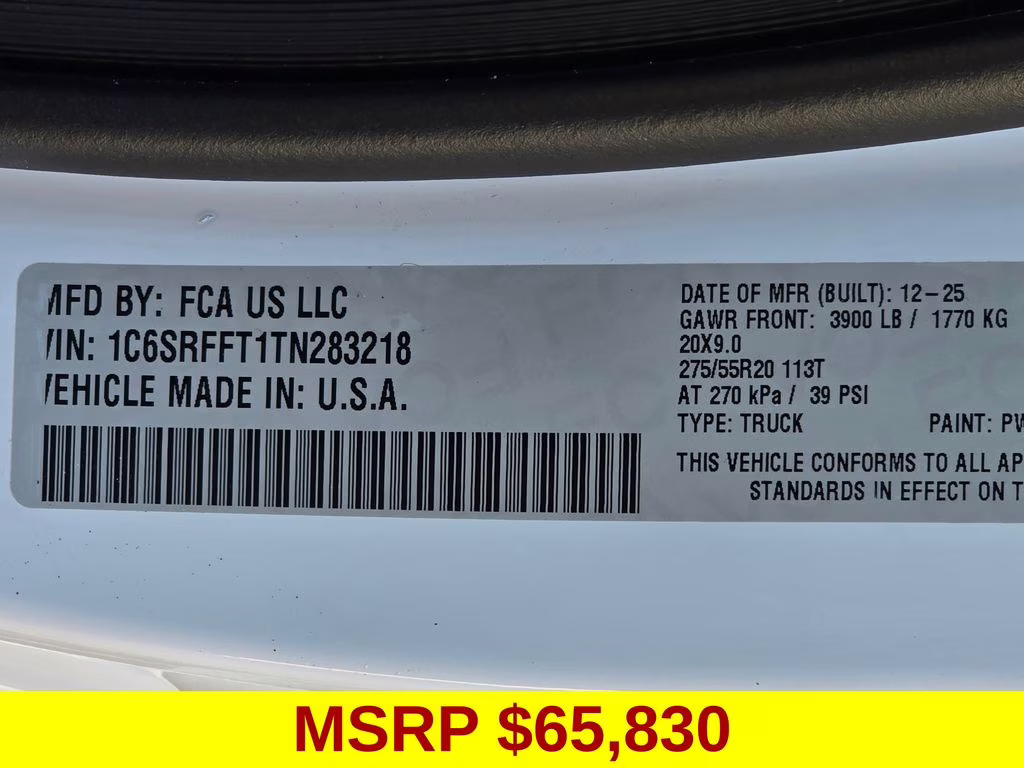 MFD BY: FCA US LLC
VIN: 1C6SRFFT1TN283218
VEHICLE MADE IN: U.S.A.
DATE OF MFR (BUILT): 12-25
GAWR FRONT: 3900 LB / 1770 KG
20X9.0
275/55R20 113T
AT 270 kPa / 39 PSI
TYPE: TRUCK PAINT: PW
THIS VEHICLE CONFORMS TO ALL AP
STANDARDS IN EFFECT ON T
MSRP $65,830